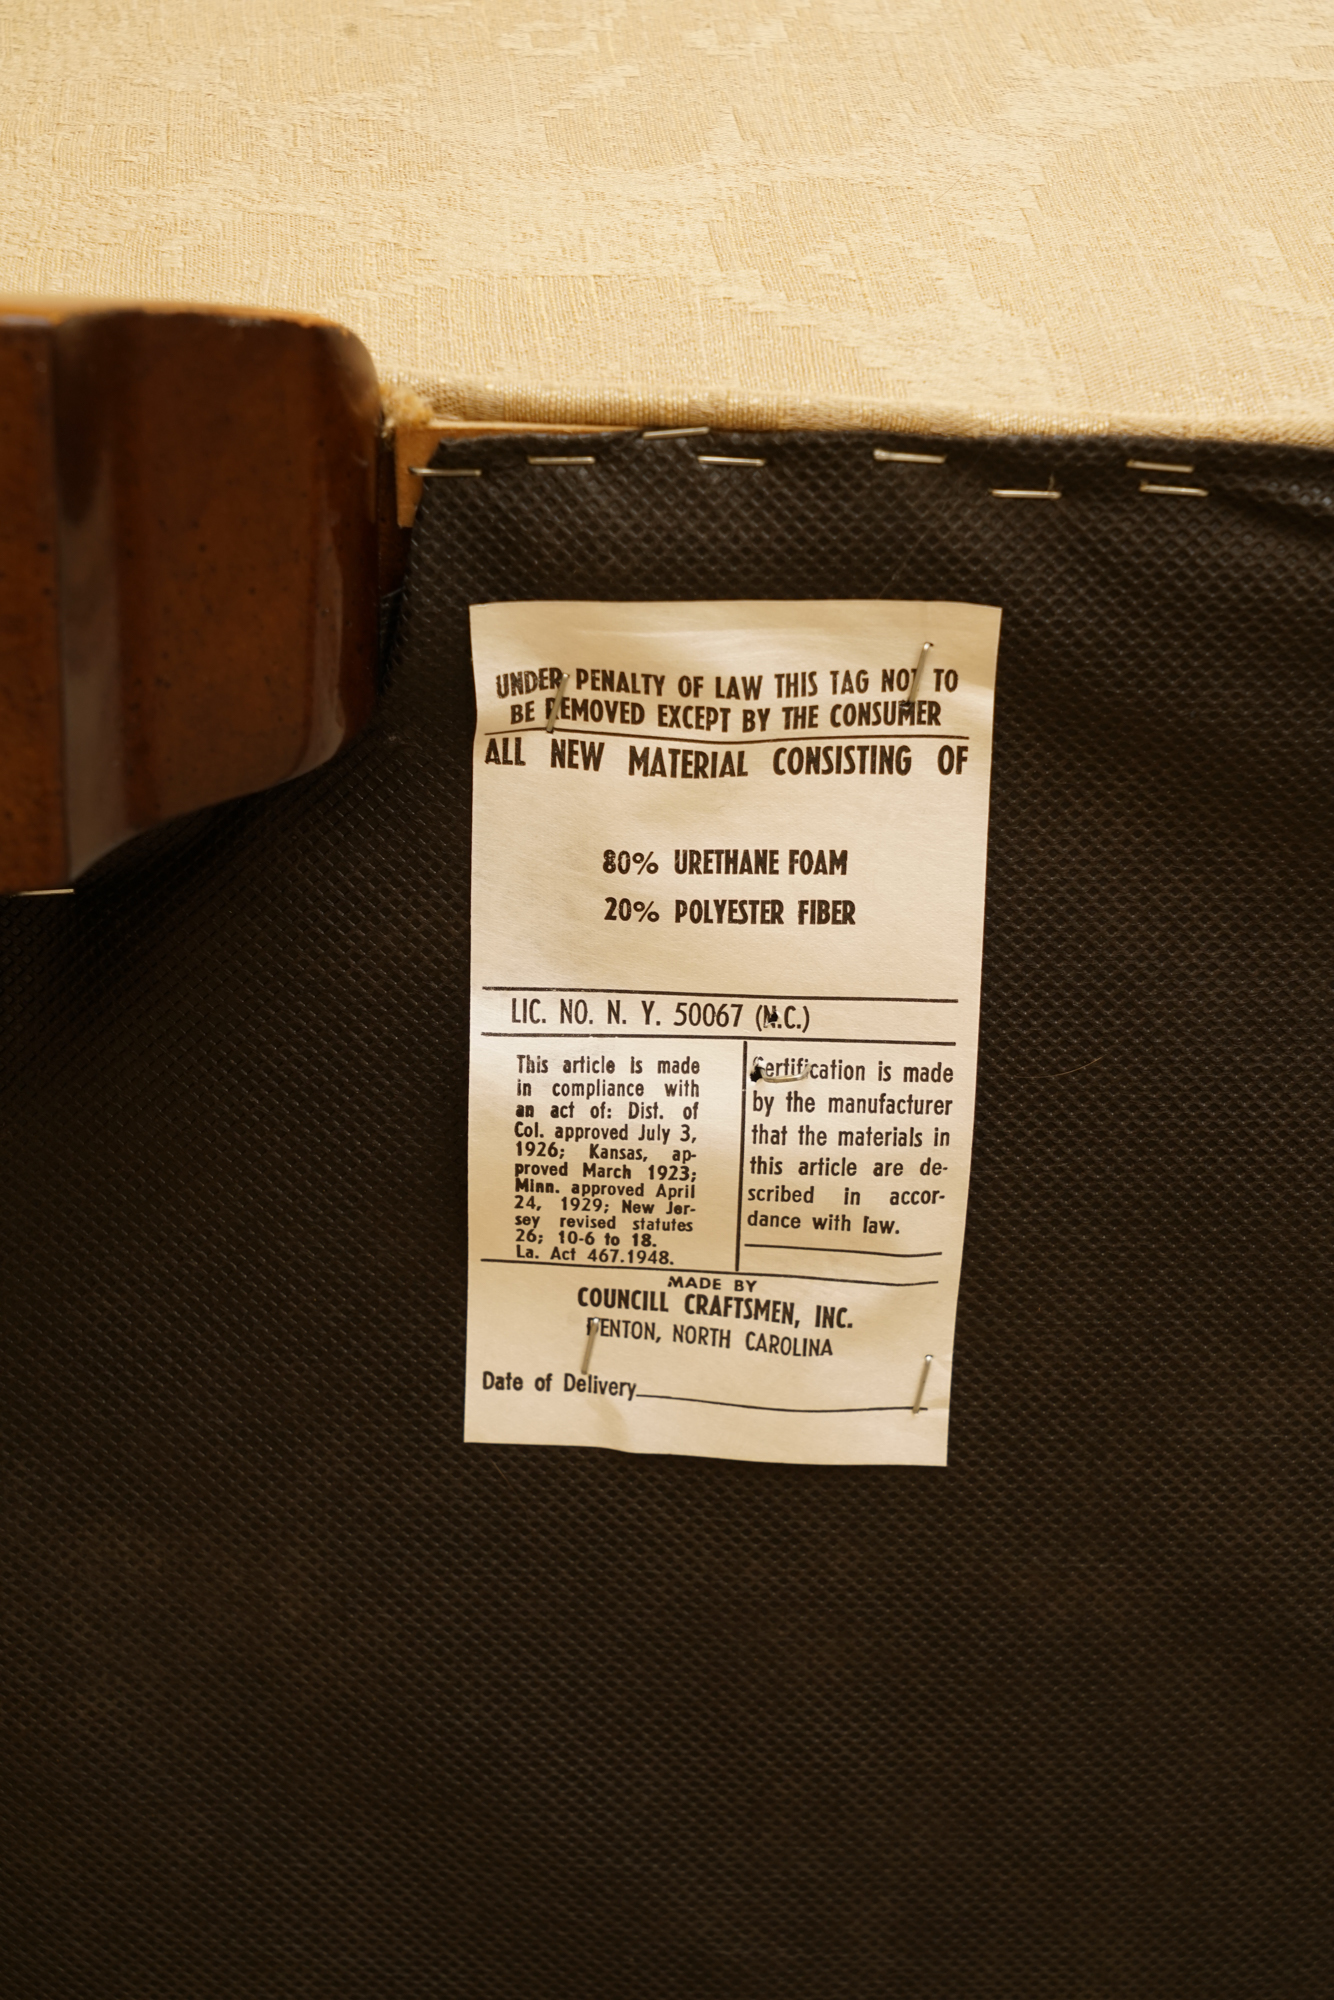 UNDER PENALTY OF LAW THIS TAG NOT TO
BE REMOVED EXCEPT BY THE CONSUMER
ALL NEW MATERIAL CONSISTING OF
80% URETHANE FOAM
20% POLYESTER FIBER
LIC. NO. N. Y. 50067 (N.C.)
This article is made
in compliance with
an act of: Dist. of
Col. approved July 3,
1926; Kansas, ap-
proved March 1923;
Minn. approved April
24, 1929; New Jer-
sey revised statutes
26; 10-6 to 18.
La. Act 467.1948.
Certification is made
by the manufacturer
that the materials in
this article are de-
scribed in accor-
dance with law.
MADE BY
COUNCILL CRAFTSMEN, INC.
DENTON, NORTH CAROLINA
Date of Delivery